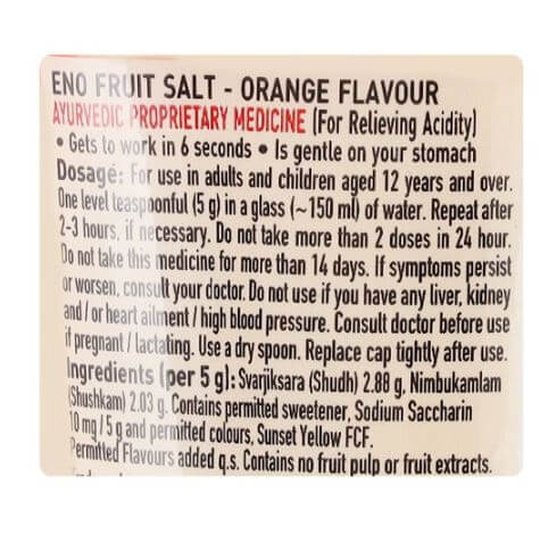 ENO FRUIT SALT - ORANGE FLAVOUR
AYURVEDIC PROPRIETARY MEDICINE (For Relieving Acidity)
• Gets to work in 6 seconds • Is gentle on your stomach
Dosage: For use in adults and children aged 12 years and over.
One level teaspoonful (5 g) in a glass (~150 ml) of water. Repeat after
2-3 hours, if necessary. Do not take more than 2 doses in 24 hour.
Do not take this medicine for more than 14 days. If symptoms persist
or worsen, consult your doctor. Do not use if you have any liver, kidney
and / or heart ailment / high blood pressure. Consult doctor before use
if pregnant / lactating. Use a dry spoon. Replace cap tightly after use.
Ingredients (per 5 g): Svarjiksara (Shudh) 2.88 g, Nimbukamlam
(Shushkam) 2.03 g. Contains permitted sweetener, Sodium Saccharin
10 mg / 5 g and permitted colours, Sunset Yellow FCF.
Permitted Flavours added q.s. Contains no fruit pulp or fruit extracts.